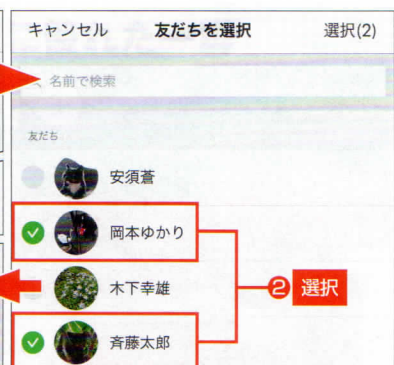 キャンセル 友だちを選択 選択(2)
名前で検索
友だち
安須蒼
岡本ゆかり
木下幸雄
斉藤太郎
❷ 選択